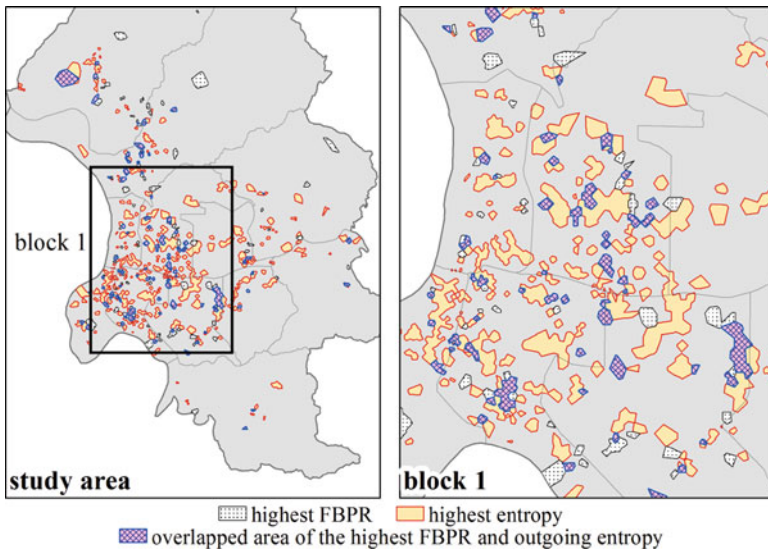 block 1
study area
block 1
highest FBPR
highest entropy
overlapped area of the highest FBPR and outgoing entropy